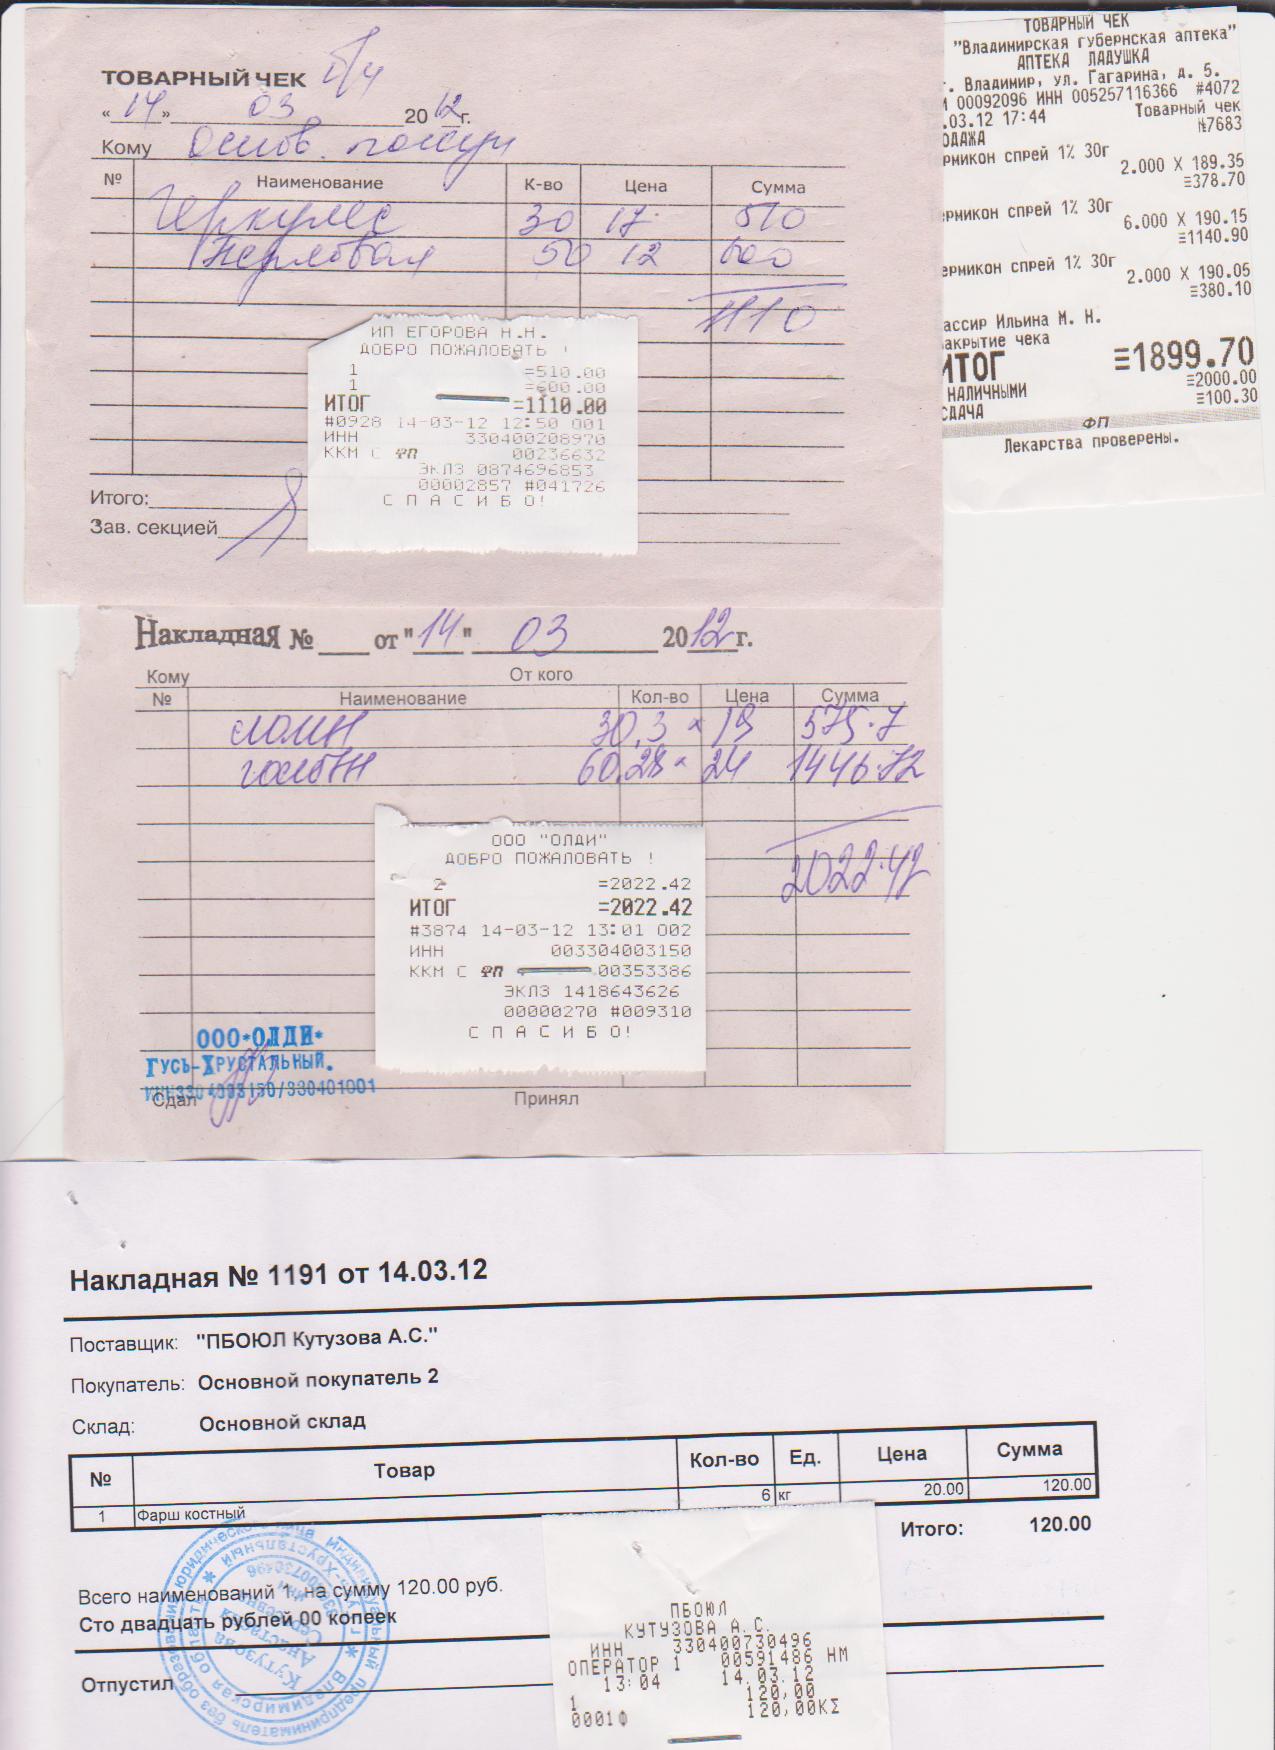 ТОВАРНЫЙ ЧЕК б/н
«14» 03 2012г.
Кому Основ. покуп
№ Наименование К-во Цена Сумма
Геркулес 30 17 510
Перловая 50 12 600
1110
ИП ЕГОРОВА Н.Н.
ДОБРО ПОЖАЛОВАТЬ !
1 =510.00
1 =600.00
ИТОГ =1110.00
#0928 14-03-12 12:50 001
ИНН 330400208970
ККМ С ФП 00236632
ЭКЛЗ 0874696853
00002857 #041726
С П А С И Б О!
Итого:
Зав. секцией
ТОВАРНЫЙ ЧЕК
"Владимирская губернская аптека"
АПТЕКА ЛАДУШКА
г. Владимир, ул. Гагарина, д. 5.
00092096 ИНН 005257116366 #4072
.03.12 17:44 Товарный чек
ОДАЖА №7683
ермикон спрей 1% 30г
2.000 X 189.35
≡378.70
ермикон спрей 1% 30г
6.000 X 190.15
≡1140.90
ермикон спрей 1% 30г
2.000 X 190.05
≡380.10
ассир Ильина М. Н.
акрытие чека
ИТОГ ≡1899.70
НАЛИЧНЫМИ ≡2000.00
СДАЧА ≡100.30
ФП
Лекарства проверены.
Накладная № от "14" 03 2012г.
Кому От кого
№ Наименование Кол-во Цена Сумма
30,3 × 19 575.7
60,28 × 24 1446.72
2022.42
ООО "ОЛДИ"
ДОБРО ПОЖАЛОВАТЬ !
2 =2022.42
ИТОГ =2022.42
#3874 14-03-12 13:01 002
ИНН 003304003150
ККМ С ФП 00353386
ЭКЛЗ 1418643626
00000270 #009310
С П А С И Б О!
ООО*ОЛДИ*
Гусь-Хрустальный.
ИНН3304003150/330401001
Сдал Принял
Накладная № 1191 от 14.03.12
Поставщик: "ПБОЮЛ Кутузова А.С."
Покупатель: Основной покупатель 2
Склад: Основной склад
№ Товар Кол-во Ед. Цена Сумма
1 Фарш костный 6 кг 20.00 120.00
Итого: 120.00
Всего наименований 1, на сумму 120.00 руб.
Сто двадцать рублей 00 копеек
Отпустил
Кутузова
Анастасия
Сергеевна
ПБОЮЛ
КУТУЗОВА А.С.
ИНН 330400730496
ОПЕРАТОР 1 00591486 НМ
13:04 14.03.12
1 120,00
0001Ф 120,00КΣ